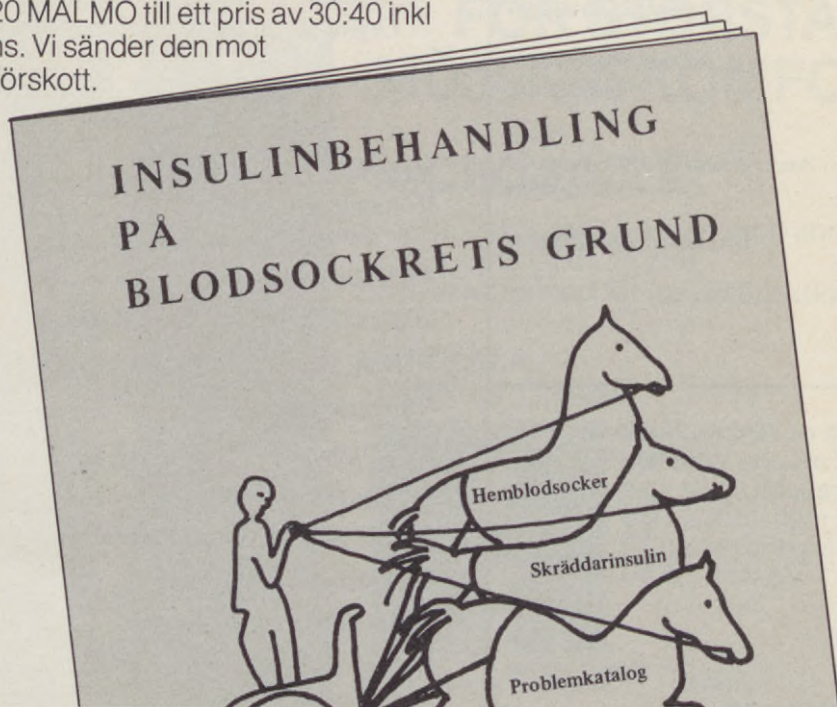 20 MALMÖ till ett pris av 30:40 inkl
s. Vi sänder den mot
örskott.
INSULINBEHANDLING
PÅ
BLODSOCKRETS GRUND
Hemblodsocker
Skräddarinsulin
Problemkatalog